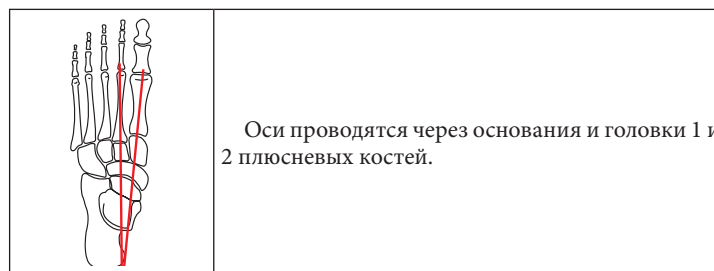 Оси проводятся через основания и головки 1 и
2 плюсневых костей.